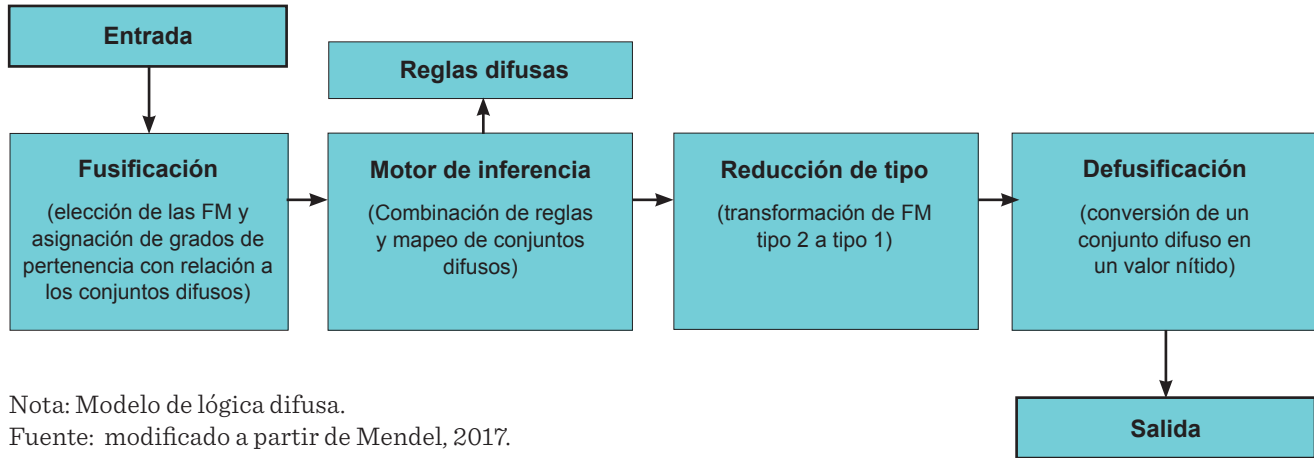 Entrada
Reglas difusas
Fusificación
(elección de las FM y
asignación de grados de
pertenencia con relación a
los conjuntos difusos)
Motor de inferencia
(Combinación de reglas
y mapeo de conjuntos
difusos)
Reducción de tipo
(transformación de FM
tipo 2 a tipo 1)
Defusificación
(conversión de un
conjunto difuso en
un valor nítido)
Salida
Nota: Modelo de lógica difusa.
Fuente: modificado a partir de Mendel, 2017.